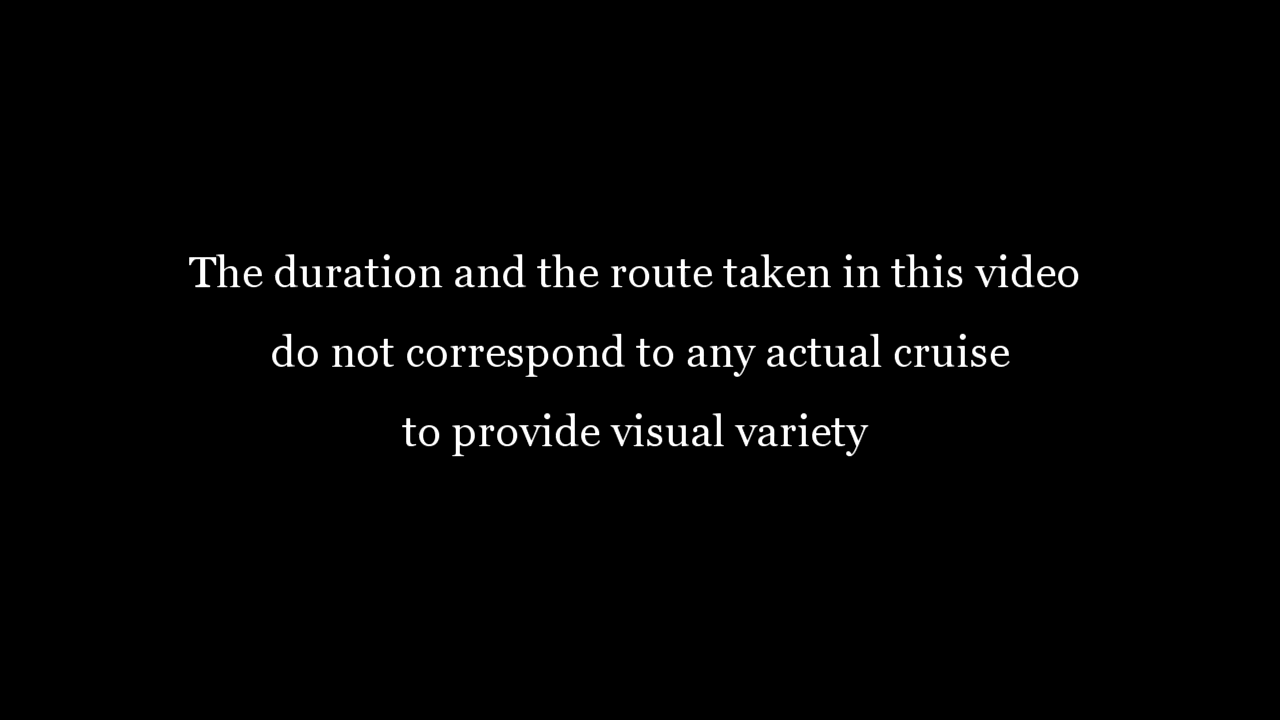 The duration and the route taken in this video
do not correspond to any actual cruise
to provide visual variety